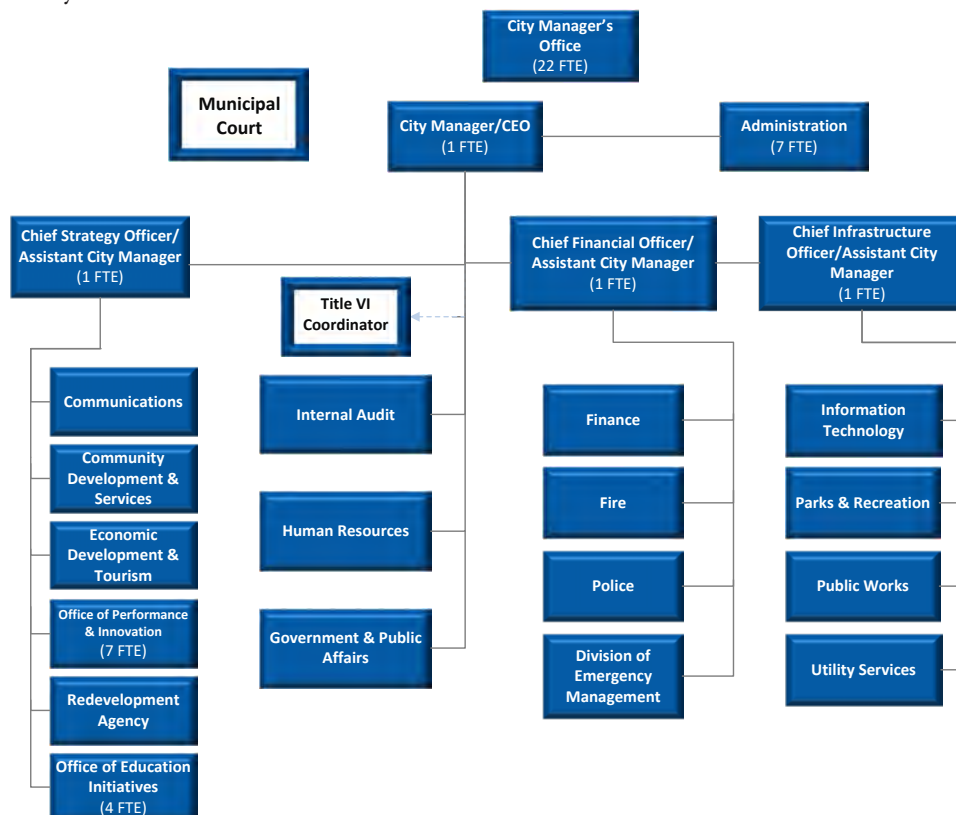 City Manager's
Office
(22 FTE)
Municipal
Court
City Manager/CEO
(1 FTE)
Administration
(7 FTE)
Chief Strategy Officer/
Assistant City Manager
(1 FTE)
Chief Financial Officer/
Assistant City Manager
(1 FTE)
Chief Infrastructure
Officer/Assistant City
Manager
(1 FTE)
Title VI
Coordinator
Communications
Community
Development &
Services
Economic
Development &
Tourism
Office of Performance
& Innovation
(7 FTE)
Redevelopment
Agency
Office of Education
Initiatives
(4 FTE)
Internal Audit
Human Resources
Government & Public
Affairs
Finance
Fire
Police
Division of
Emergency
Management
Information
Technology
Parks & Recreation
Public Works
Utility Services